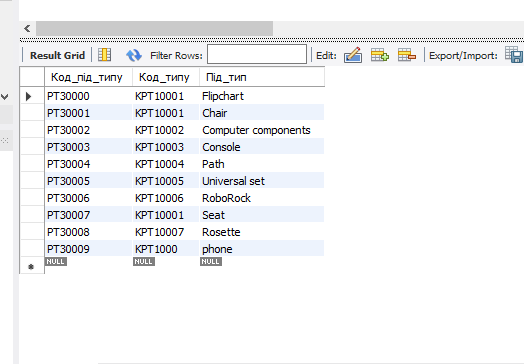 Result Grid Filter Rows: Edit: Export/Import:
Код_під_типу Код_типу Під_тип
PT30000 KPT10001 Flipchart
PT30001 KPT10001 Chair
PT30002 KPT10002 Computer components
PT30003 KPT10003 Console
PT30004 KPT10004 Path
PT30005 KPT10005 Universal set
PT30006 KPT10006 RoboRock
PT30007 KPT10001 Seat
PT30008 KPT10007 Rosette
PT30009 KPT1000 phone
NULL NULL NULL